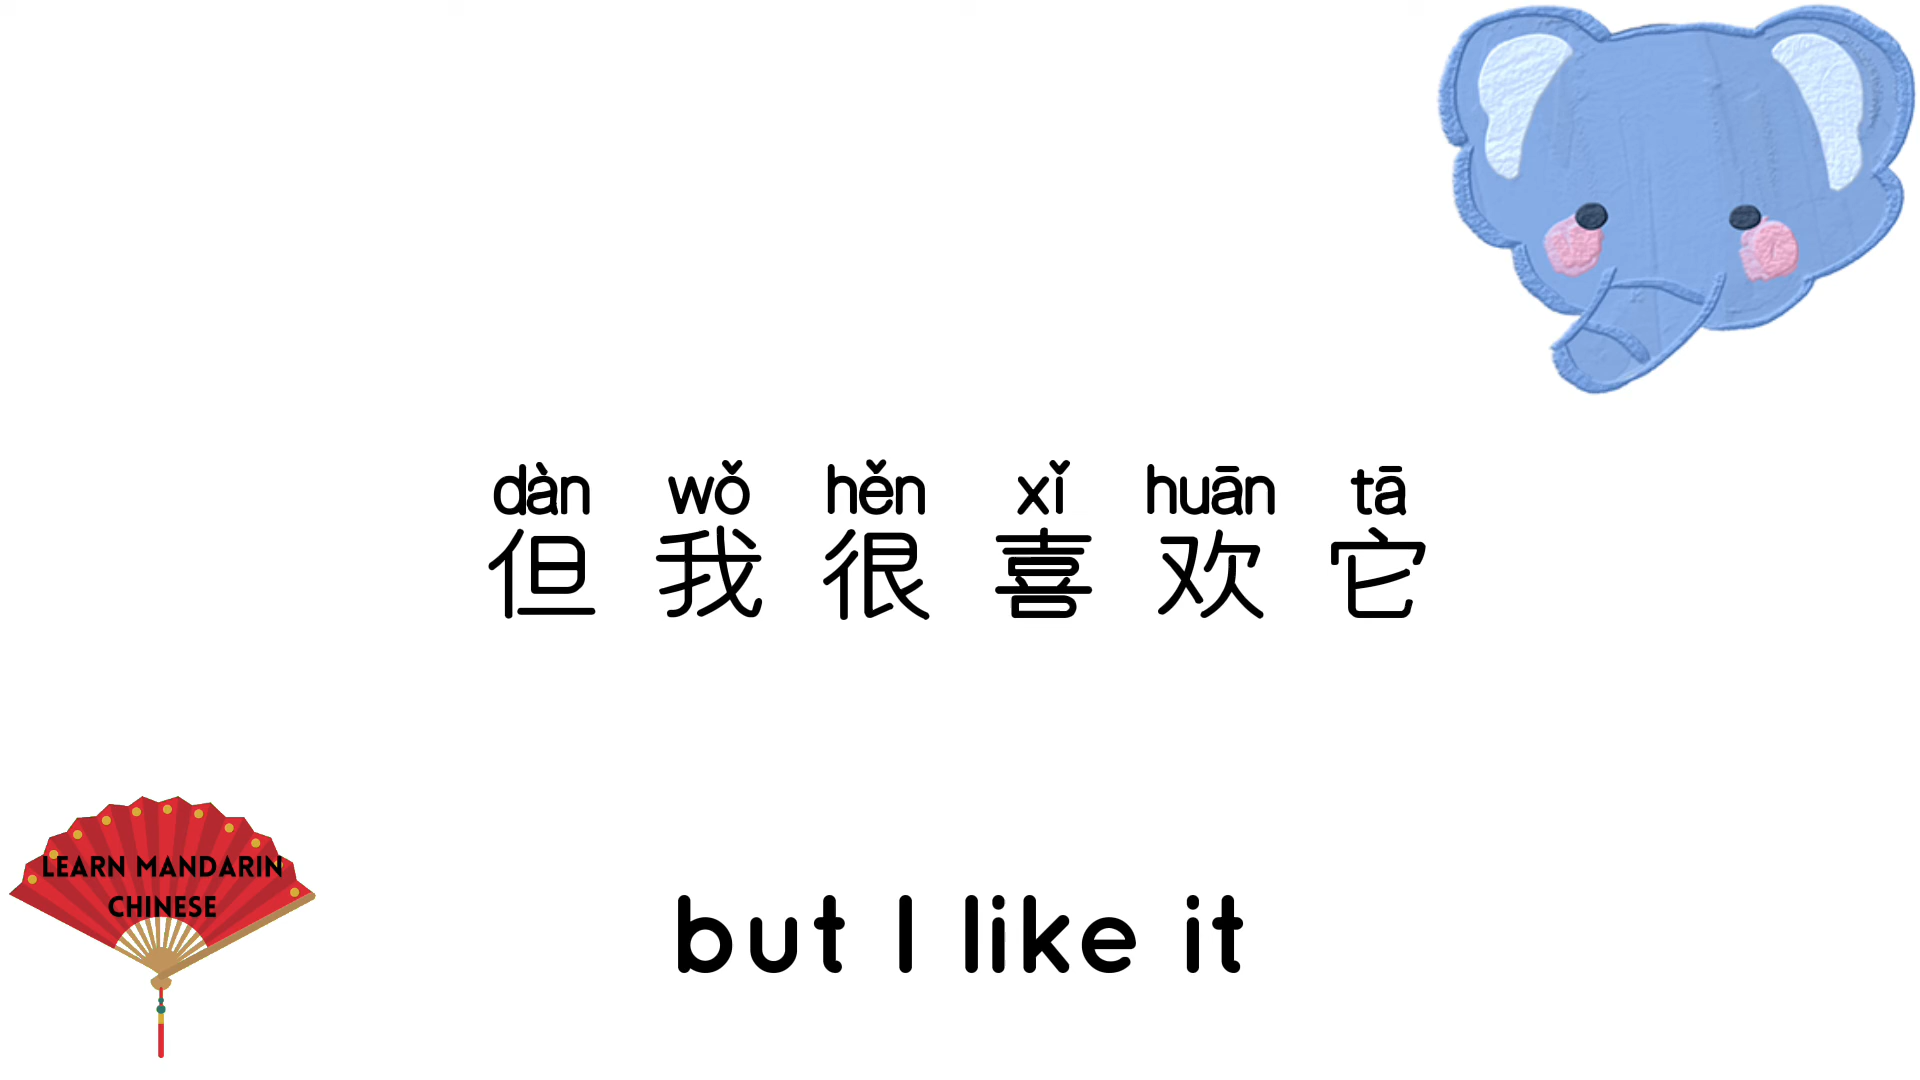 dàn wǒ hěn xǐ huān tā
但我很喜欢它
LEARN MANDARIN
CHINESE
but I like it